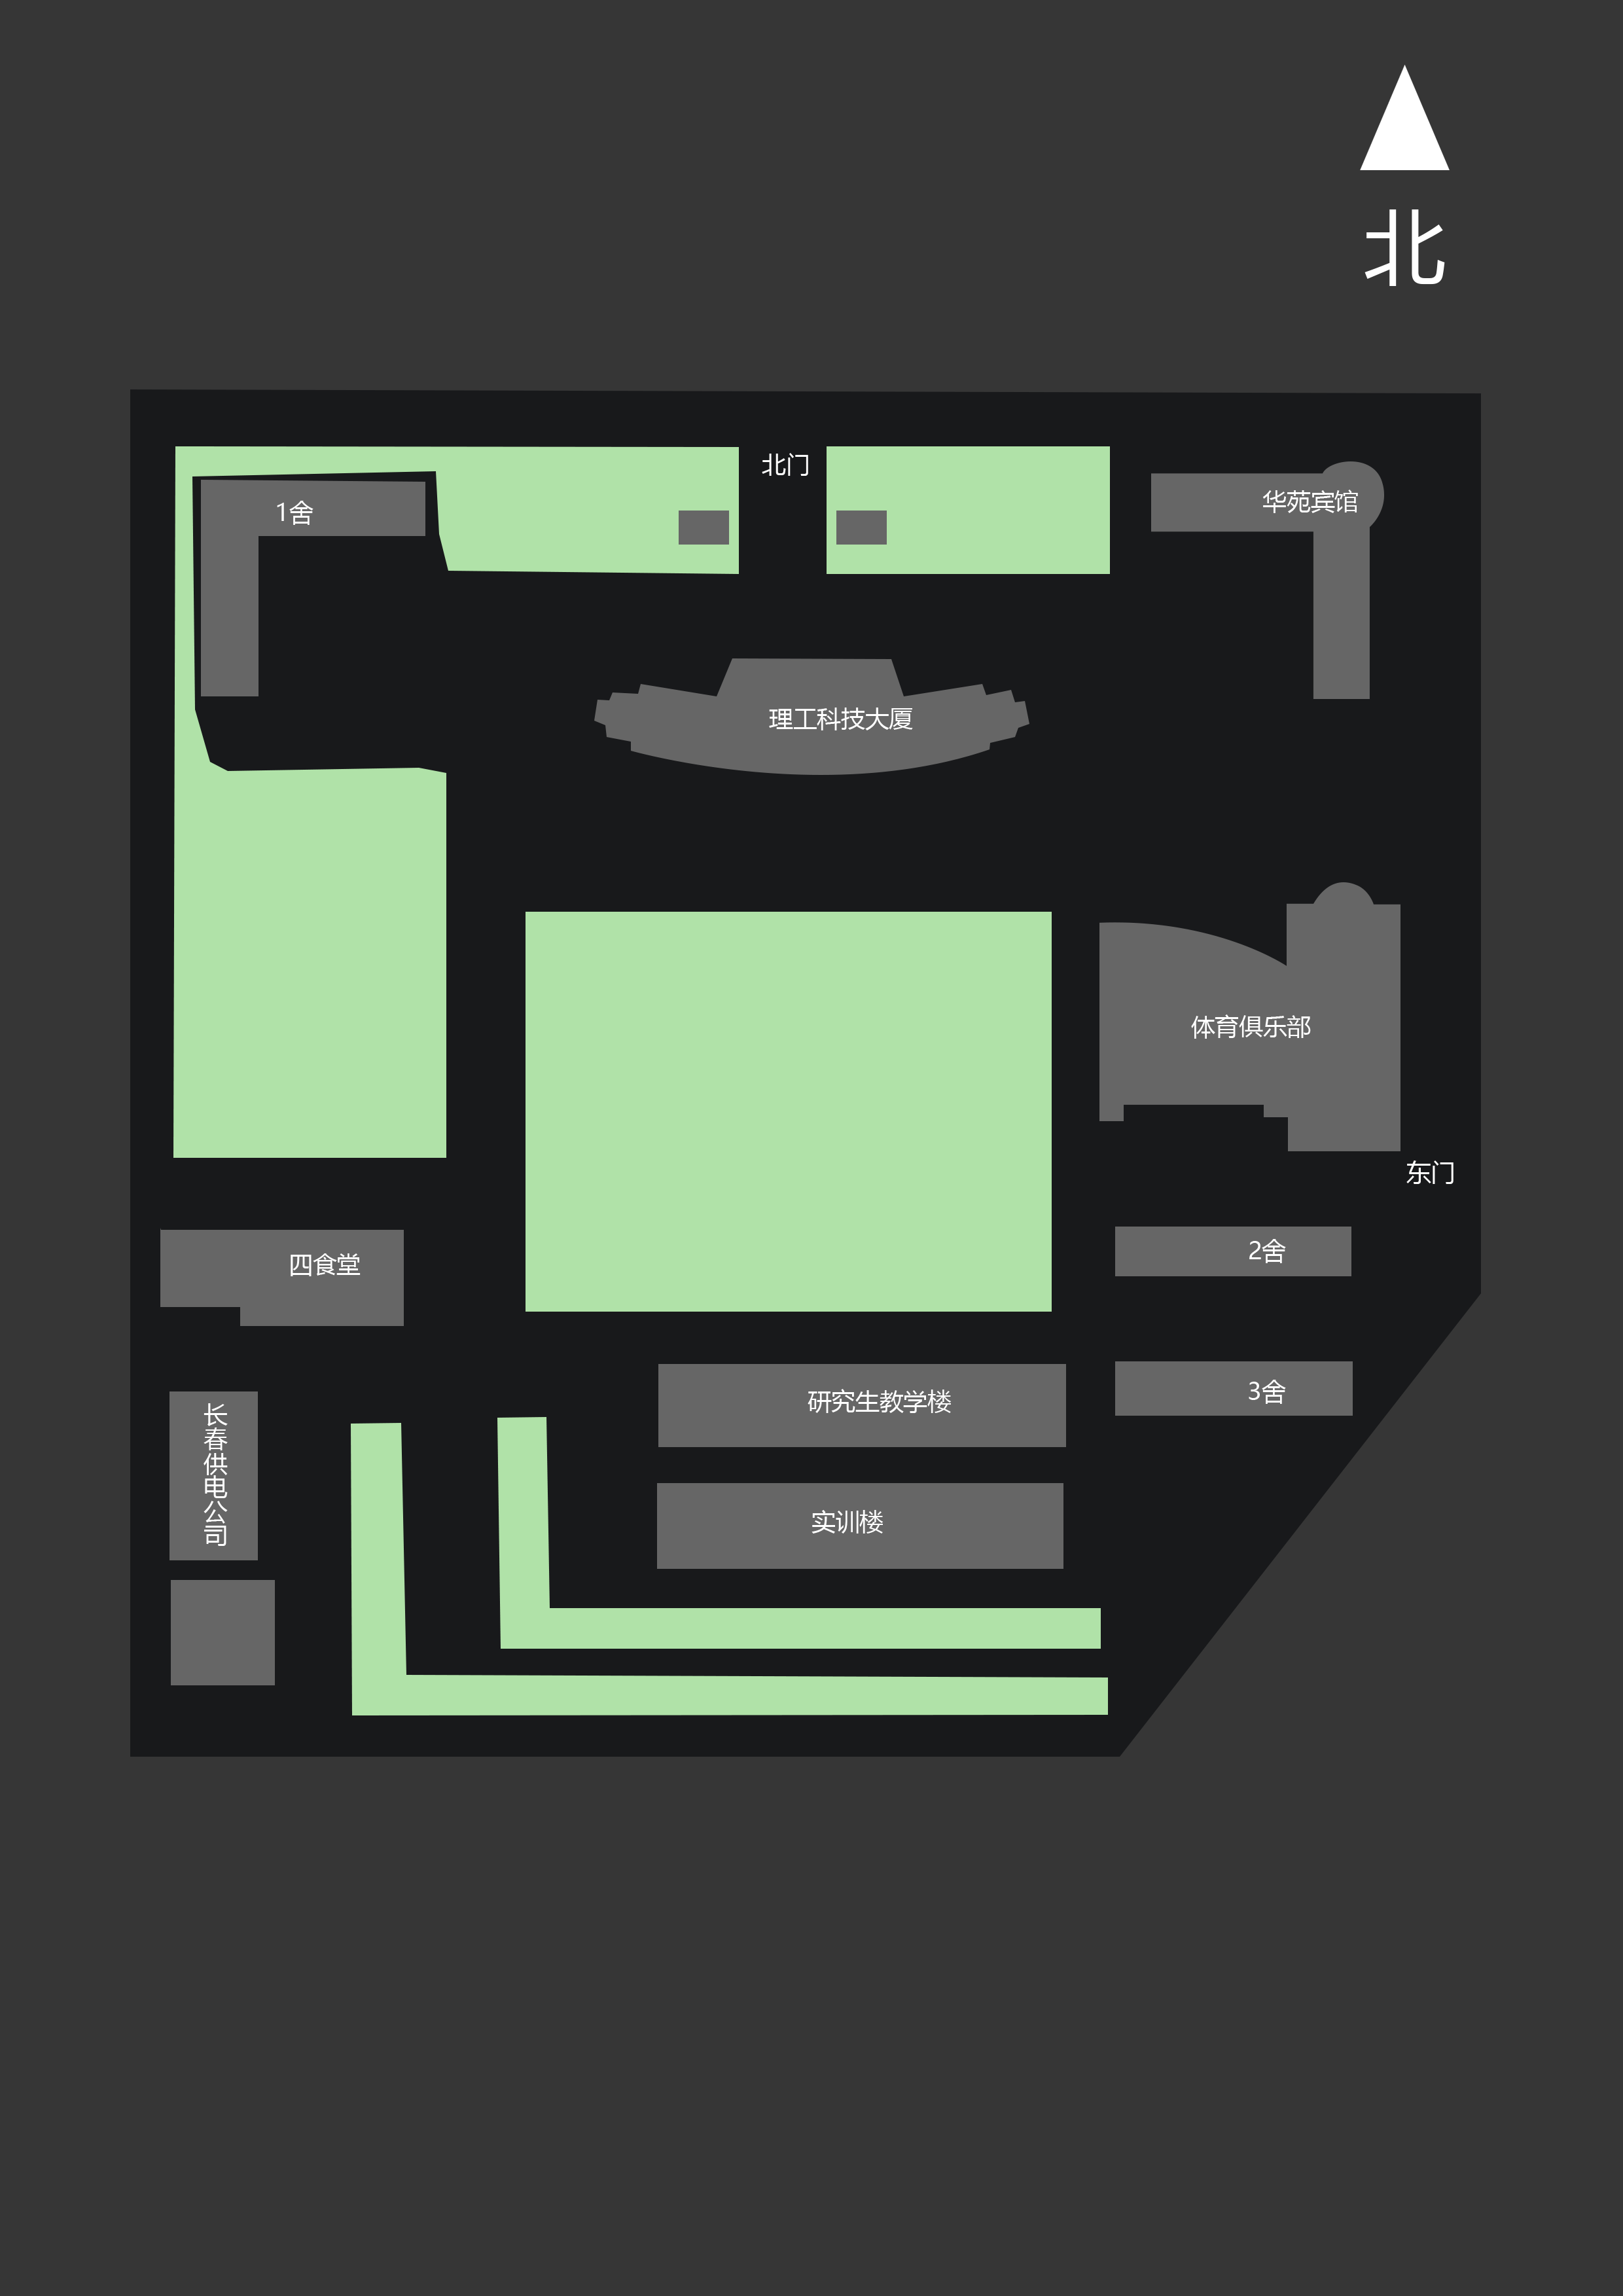 北
北门
1舍
华苑宾馆
理工科技大厦
体育俱乐部
东门
2舍
四食堂
3舍
研究生教学楼
长春供电公司
实训楼